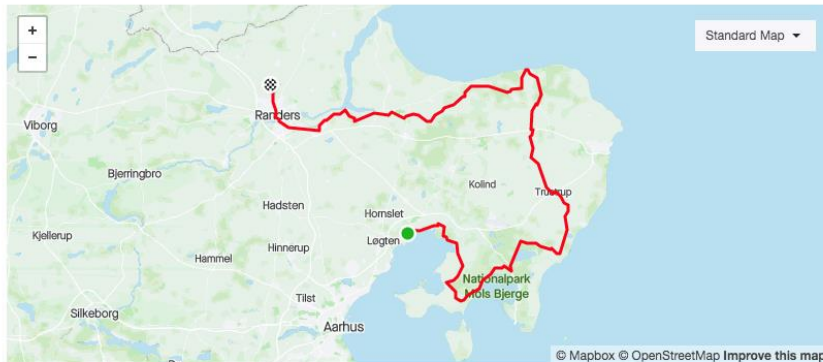 +
−
Standard Map
Randers
Viborg
Bjerringbro
Kolind
Trustrup
Hadsten
Hornslet
Kjellerup
Løgten
Hinnerup
Hammel
Nationalpark
Mols Bjerge
Tilst
Silkeborg
Aarhus
© Mapbox © OpenStreetMap Improve this map